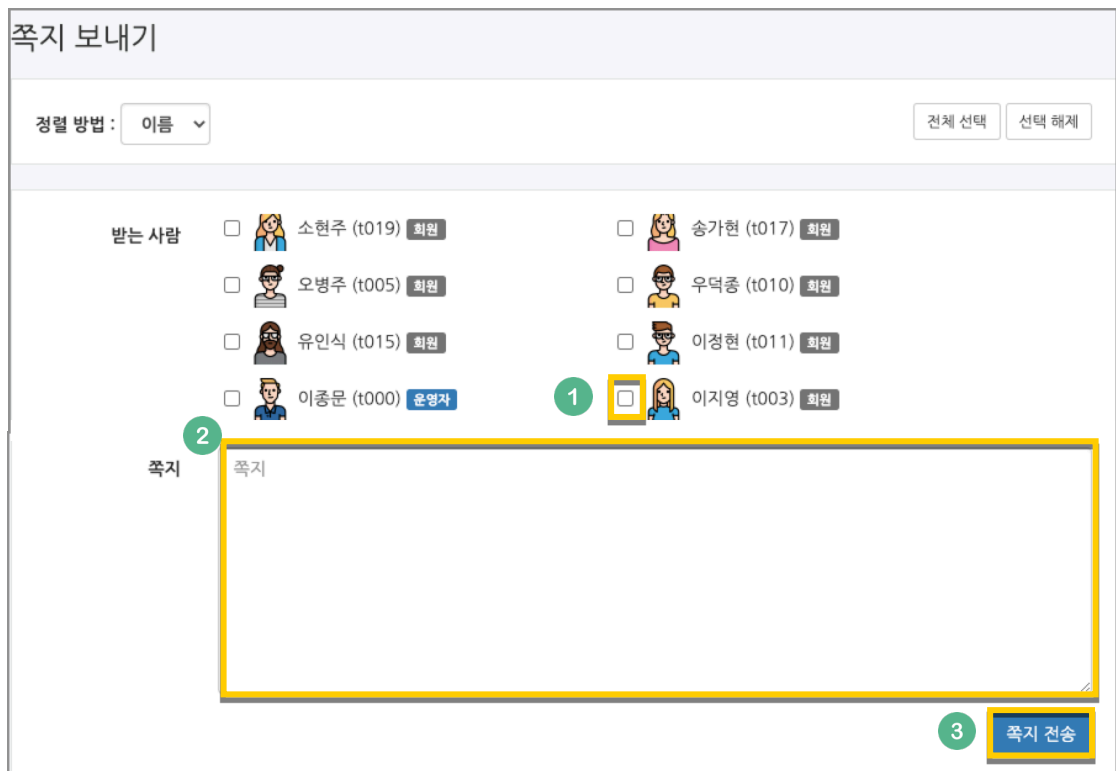 쪽지 보내기
정렬 방법 : 이름 전체 선택 선택 해제
받는 사람 소현주 (t019) 회원 송가현 (t017) 회원
오병주 (t005) 회원 우덕종 (t010) 회원
유인식 (t015) 회원 이정현 (t011) 회원
이종문 (t000) 운영자 1 이지영 (t003) 회원
2
쪽지 쪽지
3 쪽지 전송